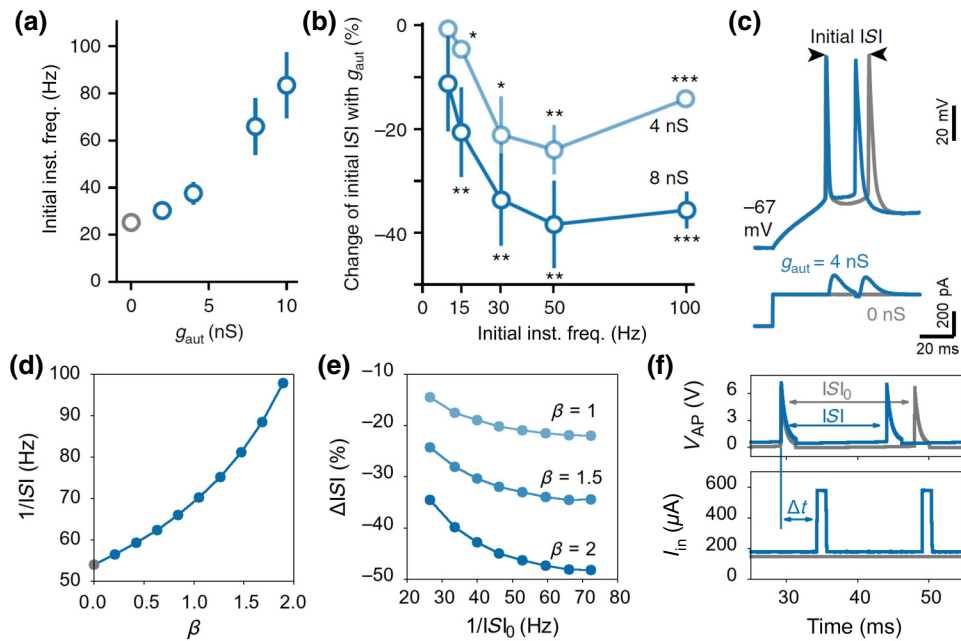 (a)
Initial inst. freq. (Hz)
100
80
60
40
20
0
0
5
10
g_aut (nS)
(b)
Change of initial ISI with g_aut (%)
0
−20
−40
*
*
**
***
4 nS
**
**
**
8 nS
***
0
15
30
50
100
Initial inst. freq. (Hz)
(c)
Initial ISI
20 mV
−67
mV
g_aut = 4 nS
0 nS
200 pA
20 ms
(d)
1/ISI (Hz)
100
90
80
70
60
50
0.0
0.5
1.0
1.5
2.0
β
(e)
ΔISI (%)
−10
−20
−30
−40
−50
β = 1
β = 1.5
β = 2
20
30
40
50
60
70
80
1/ISI₀ (Hz)
(f)
V_AP (V)
6
3
0
ISI₀
ISI
I_in (µA)
600
400
200
0
Δt
30
40
50
Time (ms)